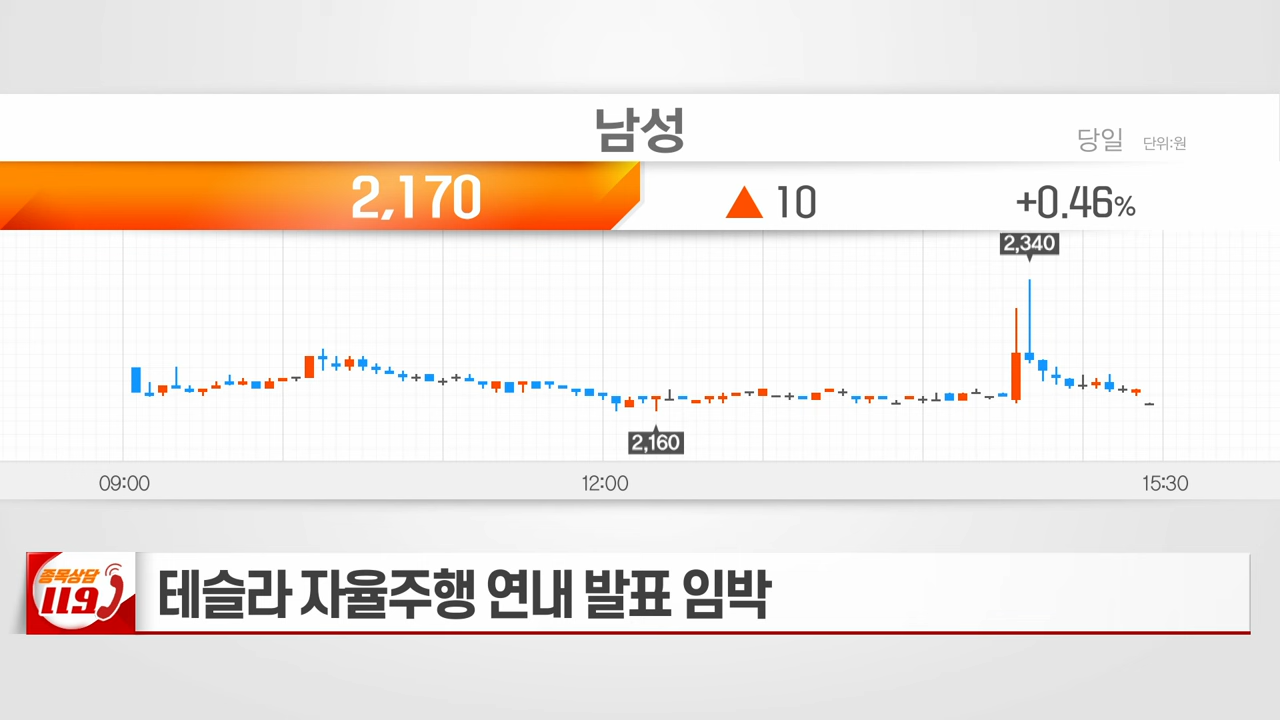 남성
당일 단위:원
2,170 ▲ 10 +0.46%
2,340
2,160
09:00 12:00 15:30
종목상담
119
테슬라 자율주행 연내 발표 임박